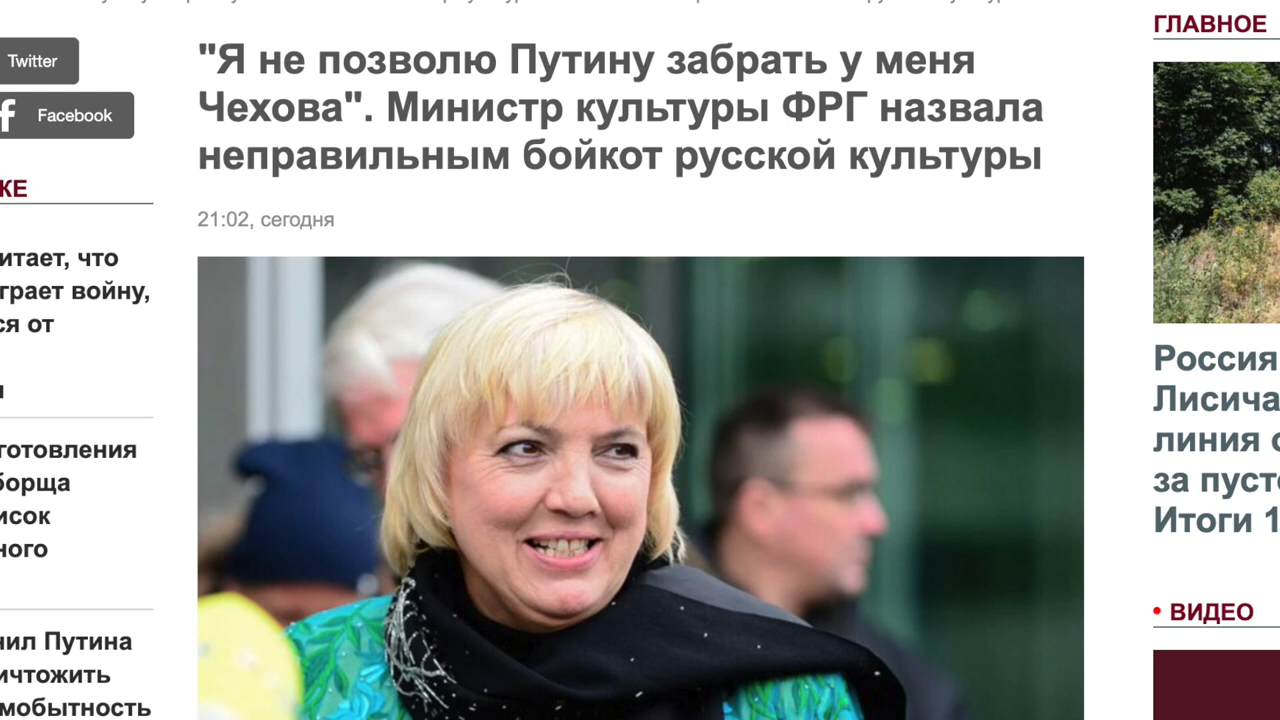 Twitter
Facebook
"Я не позволю Путину забрать у меня
Чехова". Министр культуры ФРГ назвала
неправильным бойкот русской культуры
21:02, сегодня
ГЛАВНОЕ
Россия
Лисича
линия
за пуст
Итоги 1
ВИДЕО
КЕ
итает, что
грает войну,
ся от
готовления
борща
исок
ного
нил Путина
ичтожить
мобытность